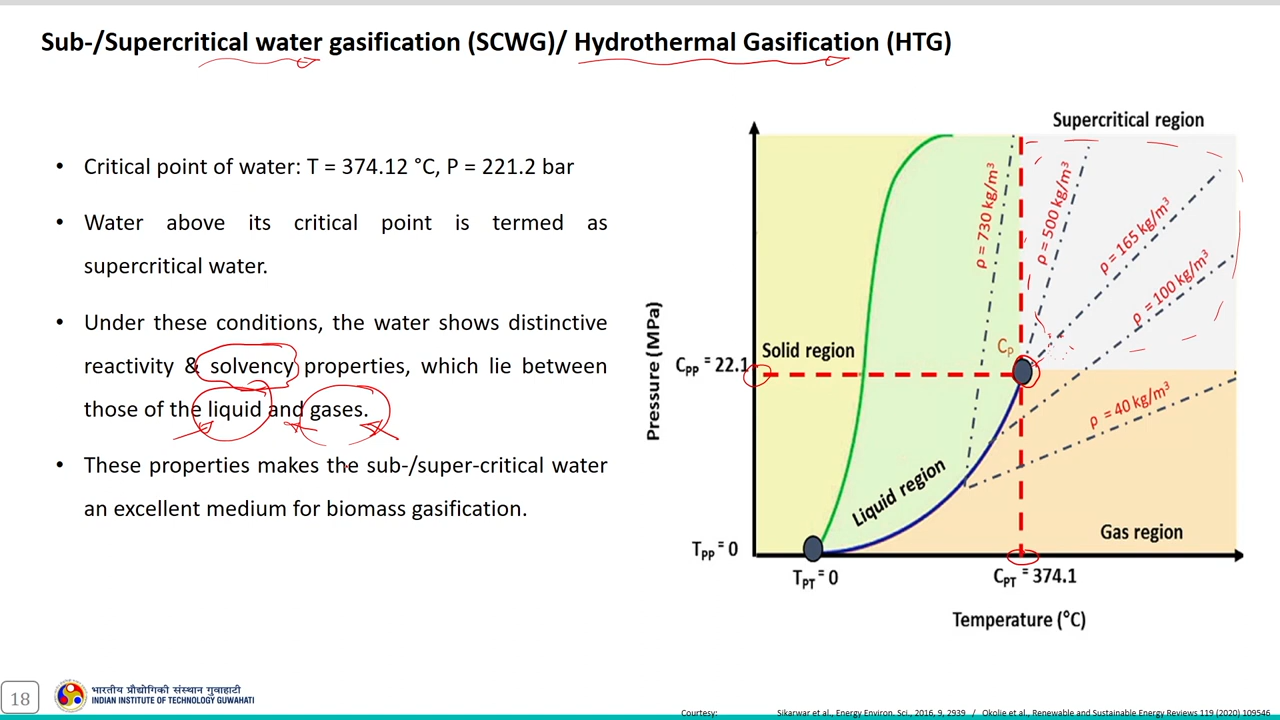 Sub-/Supercritical water gasification (SCWG)/ Hydrothermal Gasification (HTG)
• Critical point of water: T = 374.12 °C, P = 221.2 bar
• Water above its critical point is termed as
supercritical water.
• Under these conditions, the water shows distinctive
reactivity & solvency properties, which lie between
those of the liquid and gases.
• These properties makes the sub-/super-critical water
an excellent medium for biomass gasification.
Supercritical region
ρ = 730 kg/m³
ρ = 500 kg/m³
ρ = 165 kg/m³
ρ = 100 kg/m³
ρ = 40 kg/m³
Pressure (MPa)
Solid region
CP
CPP = 22.1
Liquid region
Gas region
TPP = 0
TPT = 0
CPT = 374.1
Temperature (°C)
18
भारतीय प्रौद्योगिकी संस्थान गुवाहाटी
INDIAN INSTITUTE OF TECHNOLOGY GUWAHATI
Courtesy: Sikarwar et al., Energy Environ. Sci., 2016, 9, 2939 / Okolie et al., Renewable and Sustainable Energy Reviews 119 (2020) 109546